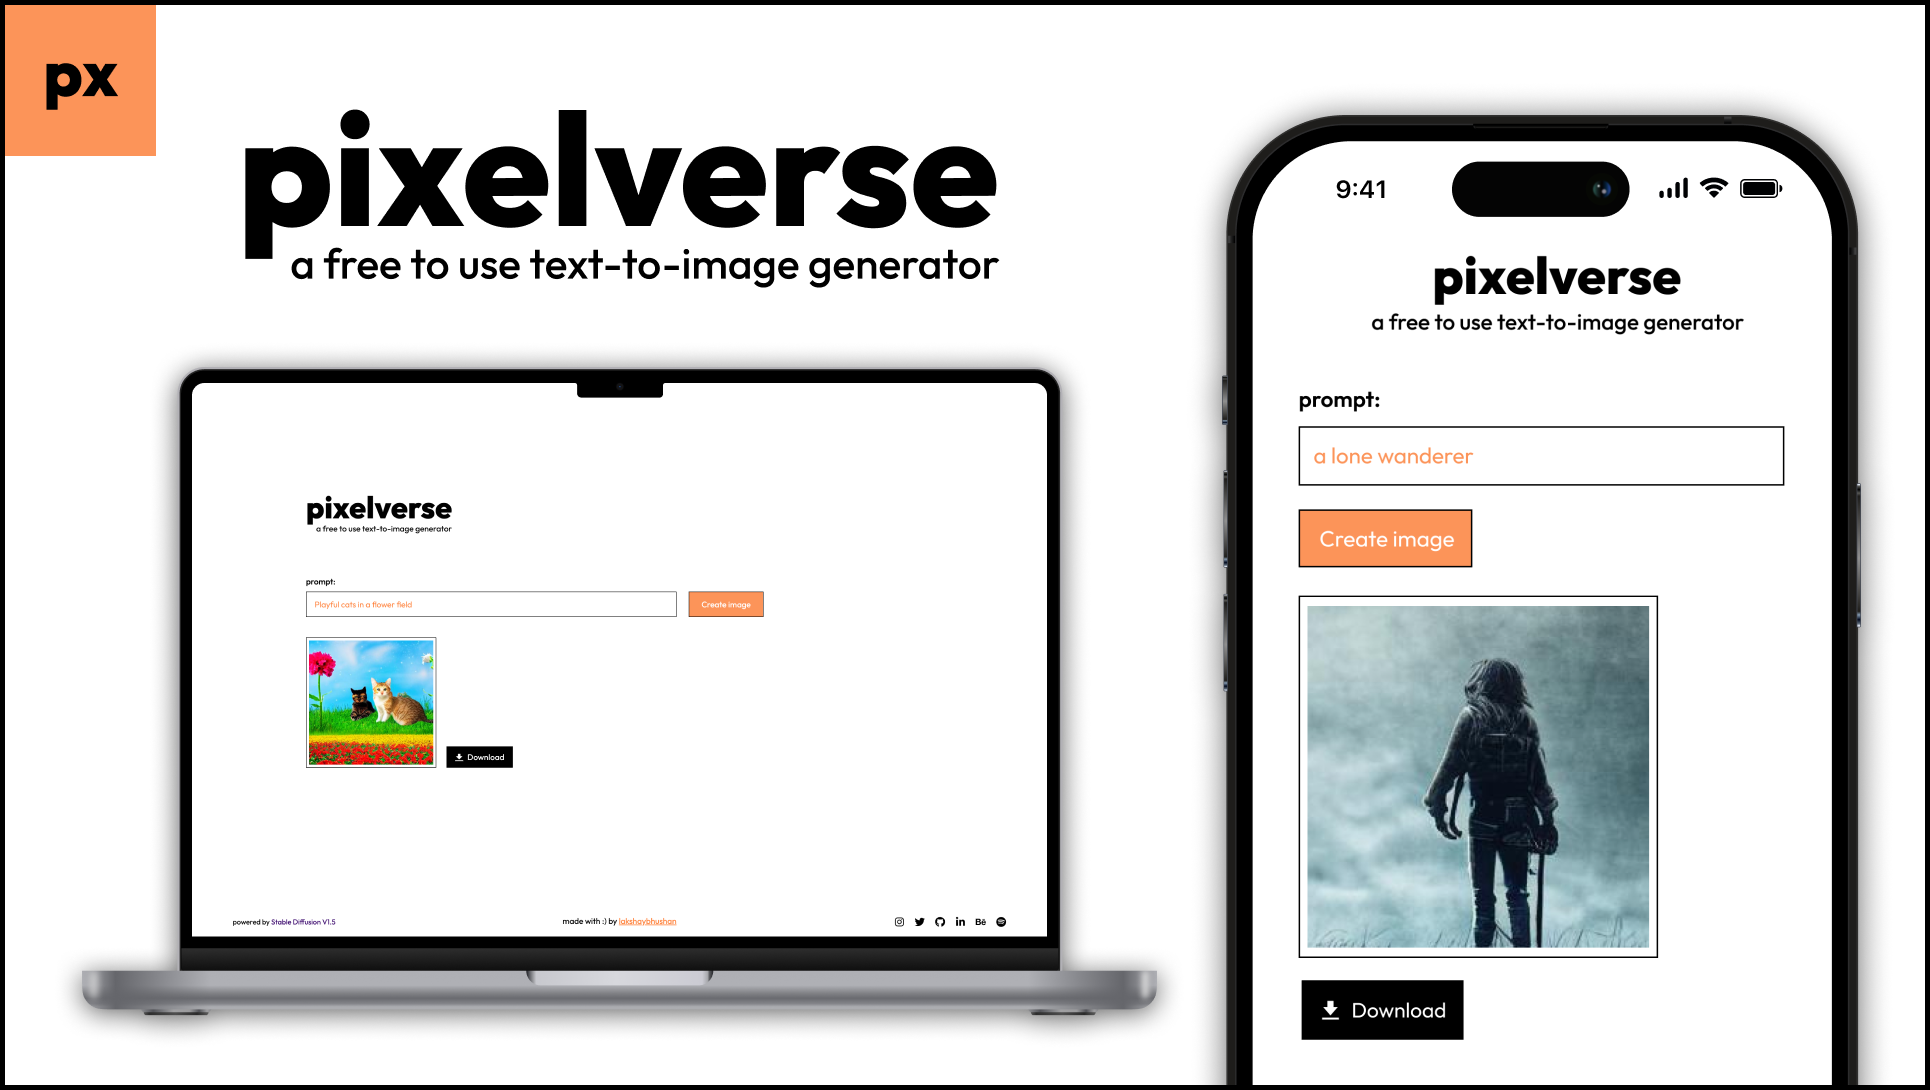 px
pixelverse
a free to use text-to-image generator
pixelverse
a free to use text-to-image generator
prompt:
Playful cats in a flower field
Create image
Download
powered by Stable Diffusion V1.5
made with :) by lakshaybhushan
in
Bē
9:41
pixelverse
a free to use text-to-image generator
prompt:
a lone wanderer
Create image
Download